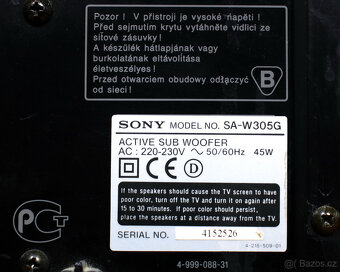 Pozor ! V přístroji je vysoké napětí !
Před sejmutím krytu vytáhněte vidlici ze
síťové zásuvky !
A készülék hátlapjának vagy
burkolatának eltávolítása
életveszélyes !
Przed otwarciem obudowy odłączyć
od sieci !
B
SONY MODEL NO. SA-W305G
ACTIVE SUB WOOFER
AC : 220-230V ~ 50/60Hz 45W
CE D
If the speakers should cause the TV screen to have
poor color, turn off the TV and turn it on again after
15 to 30 minutes. If poor color should persist,
place the speakers at a distance away from the TV.
SERIAL NO. 4152526
4-216-509-01
4-999-088-31
Bazos.cz